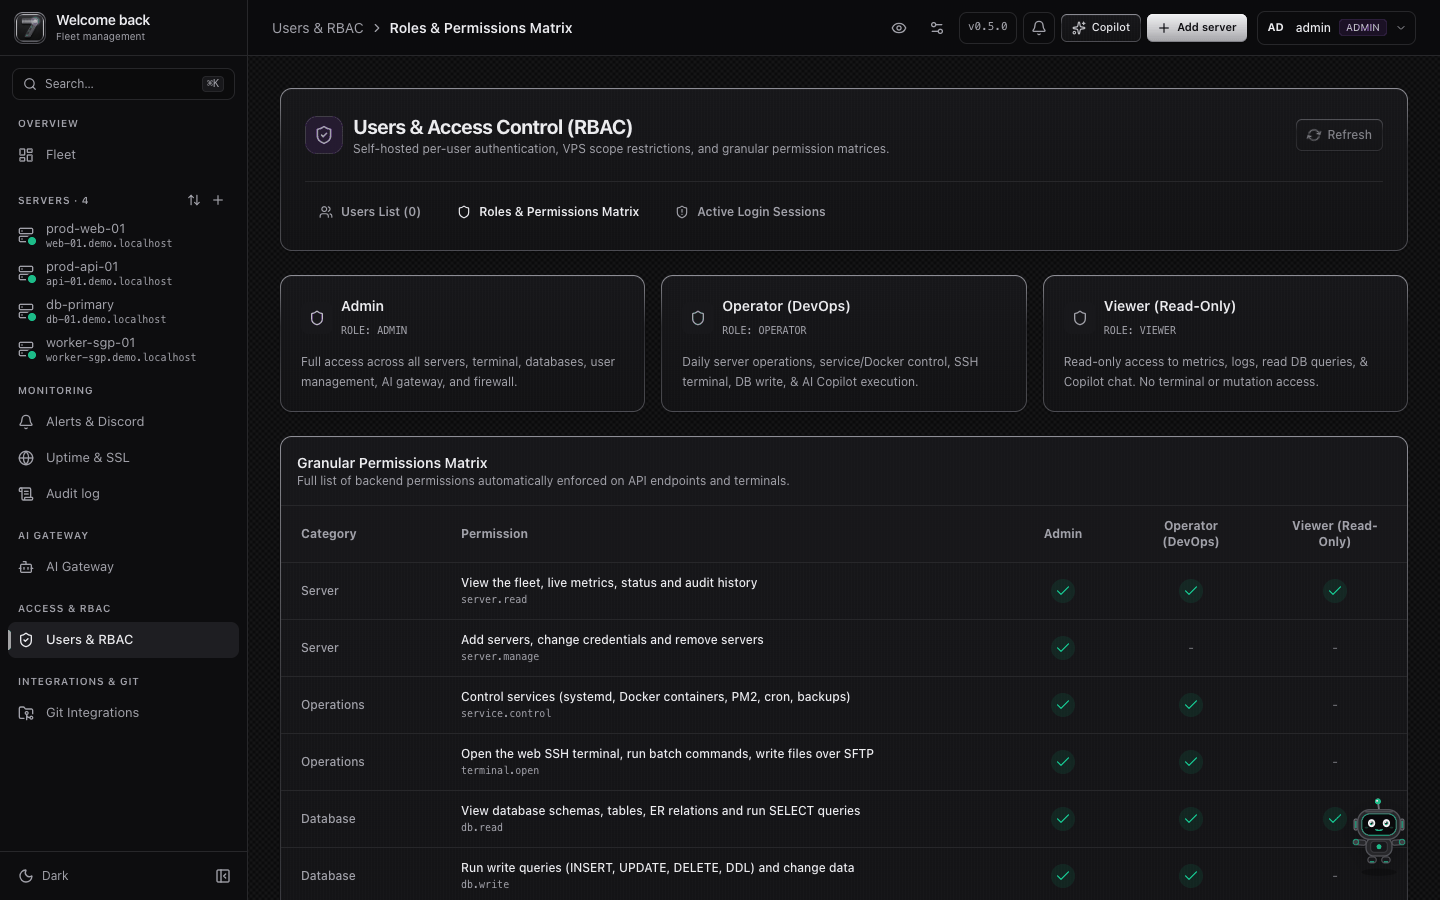 Welcome back
Fleet management
Search...
⌘K
OVERVIEW
Fleet
SERVERS · 4
prod-web-01
web-01.demo.localhost
prod-api-01
api-01.demo.localhost
db-primary
db-01.demo.localhost
worker-sgp-01
worker-sgp.demo.localhost
MONITORING
Alerts & Discord
Uptime & SSL
Audit log
AI GATEWAY
AI Gateway
ACCESS & RBAC
Users & RBAC
INTEGRATIONS & GIT
Git Integrations
Dark
Users & RBAC > Roles & Permissions Matrix
v0.5.0
Copilot
Add server
AD admin ADMIN
Users & Access Control (RBAC)
Self-hosted per-user authentication, VPS scope restrictions, and granular permission matrices.
Refresh
Users List (0)
Roles & Permissions Matrix
Active Login Sessions
Admin
ROLE: ADMIN
Full access across all servers, terminal, databases, user
management, AI gateway, and firewall.
Operator (DevOps)
ROLE: OPERATOR
Daily server operations, service/Docker control, SSH
terminal, DB write, & AI Copilot execution.
Viewer (Read-Only)
ROLE: VIEWER
Read-only access to metrics, logs, read DB queries, &
Copilot chat. No terminal or mutation access.
Granular Permissions Matrix
Full list of backend permissions automatically enforced on API endpoints and terminals.
Category
Permission
Admin
Operator
(DevOps)
Viewer (Read-
Only)
Server
View the fleet, live metrics, status and audit history
server.read
Server
Add servers, change credentials and remove servers
server.manage
-
-
Operations
Control services (systemd, Docker containers, PM2, cron, backups)
service.control
-
Operations
Open the web SSH terminal, run batch commands, write files over SFTP
terminal.open
-
Database
View database schemas, tables, ER relations and run SELECT queries
db.read
Database
Run write queries (INSERT, UPDATE, DELETE, DDL) and change data
db.write
-